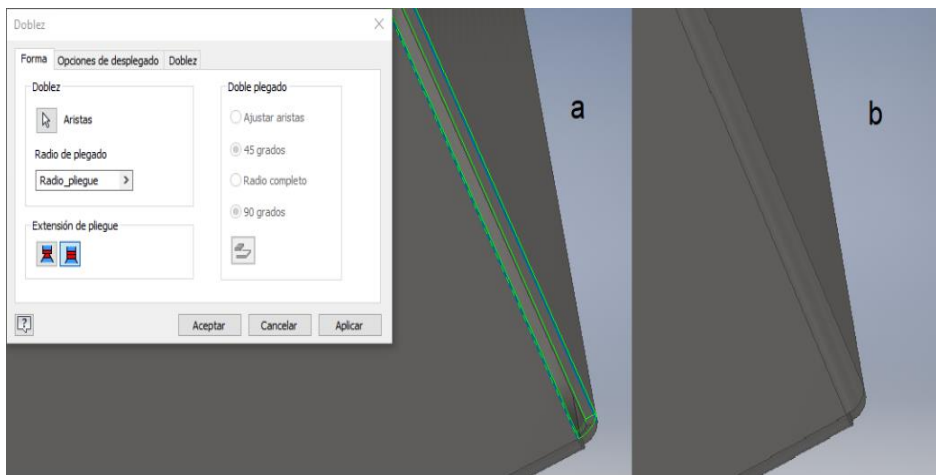 Doblez
Forma Opciones de desplegado Doblez
Doblez
Aristas
Radio de plegado
Radio_pliegue
Extensión de pliegue
Doble plegado
Ajustar aristas
45 grados
Radio completo
90 grados
Aceptar Cancelar Aplicar
a
b